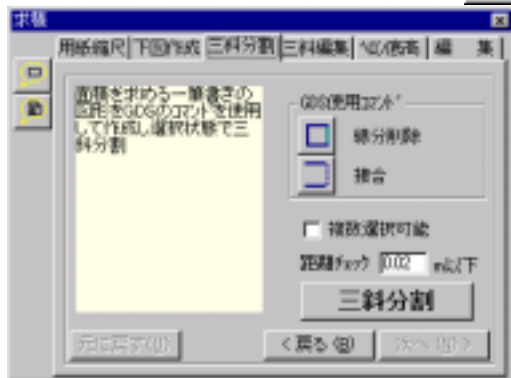 求積
用紙縮尺 下図作成 三斜分割 三斜編集 ヘロン/倍高 編 集
面積を求める一筆書きの
図形をGDSのコマンドを使用
して作成し選択状態で三
斜分割
GDS使用コマンド
線分削除
複合
複数選択可能
距離チェック 0.02 m以下
三斜分割
元に戻す(U) < 戻る(B) 次へ(N) >